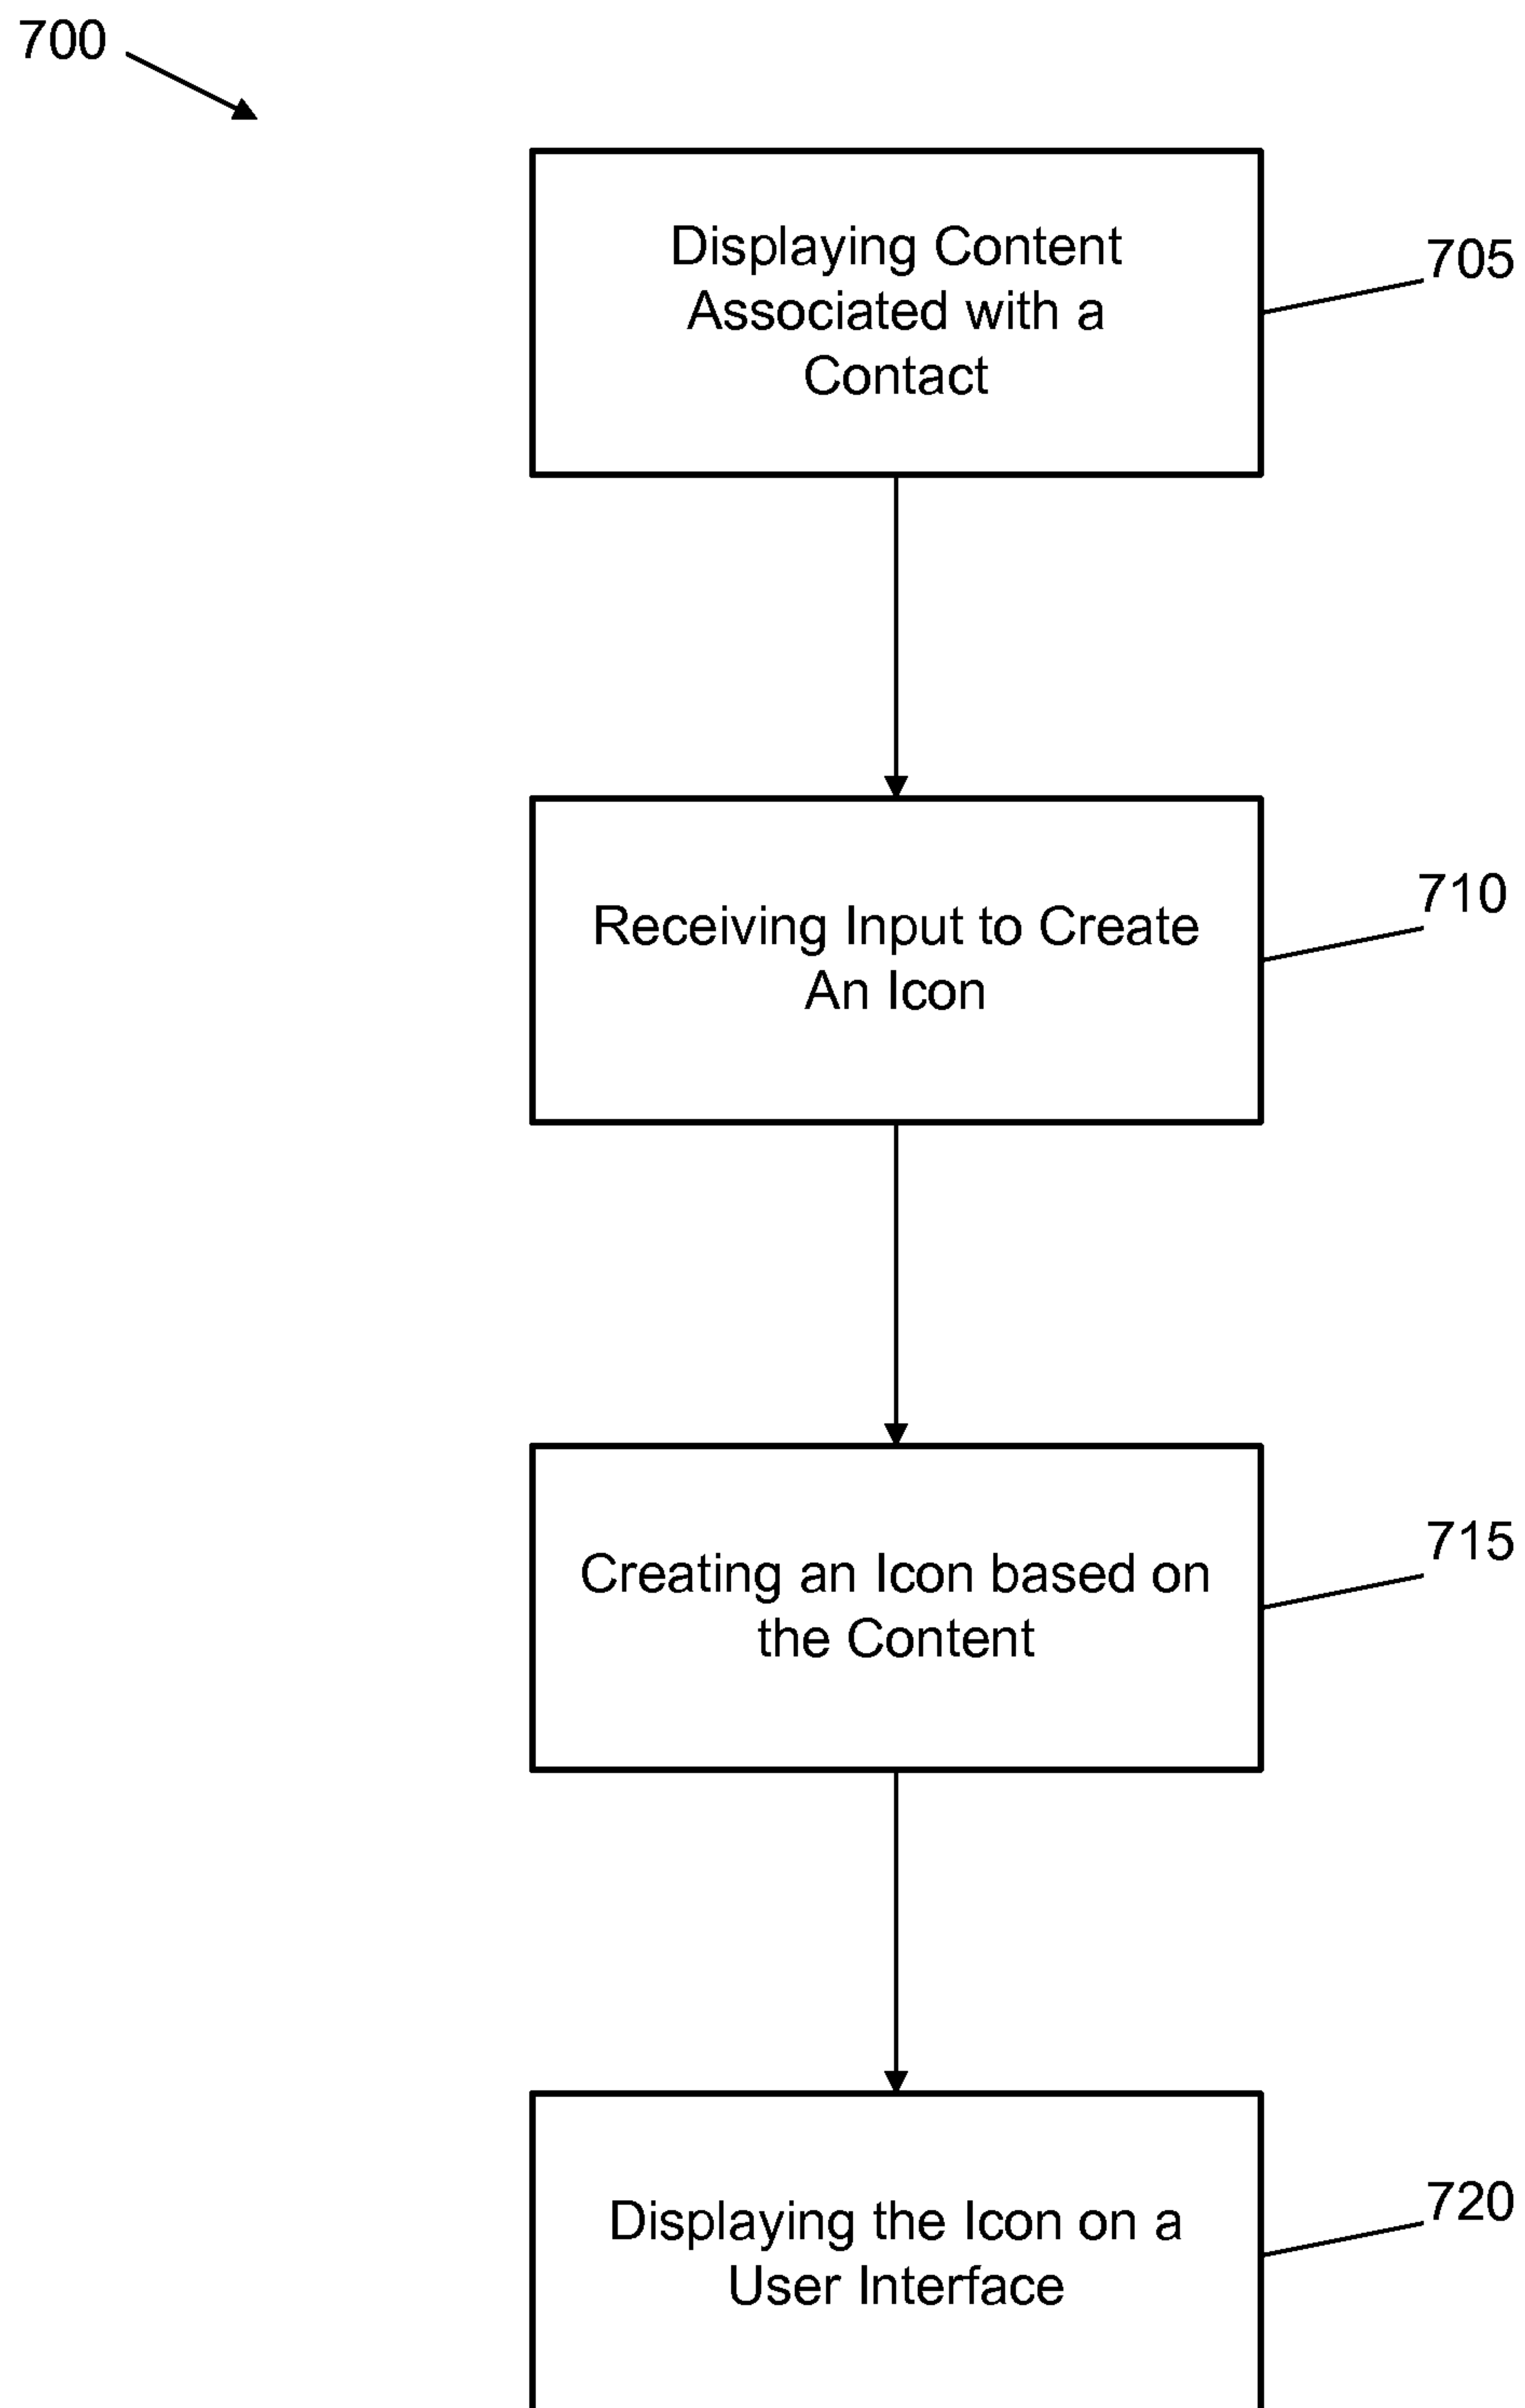 700
Displaying Content
Associated with a
Contact
705
Receiving Input to Create
An Icon
710
Creating an Icon based on
the Content
715
Displaying the Icon on a
User Interface
720